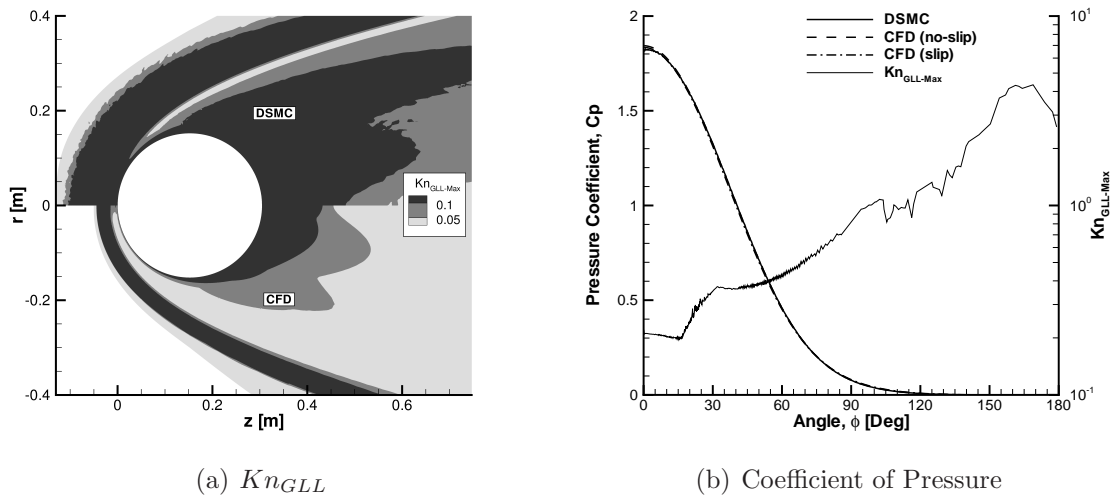 0.4
0.2
0
-0.2
-0.4
r [m]
DSMC
CFD
Kn_GLL-Max
0.1
0.05
0 0.2 0.4 0.6
z [m]
(a) Kn_GLL
2
1.5
1
0.5
0
Pressure Coefficient, Cp
DSMC
CFD (no-slip)
CFD (slip)
Kn_GLL-Max
10^1
10^0
10^-1
Kn_GLL-Max
0 30 60 90 120 150 180
Angle, ϕ [Deg]
(b) Coefficient of Pressure